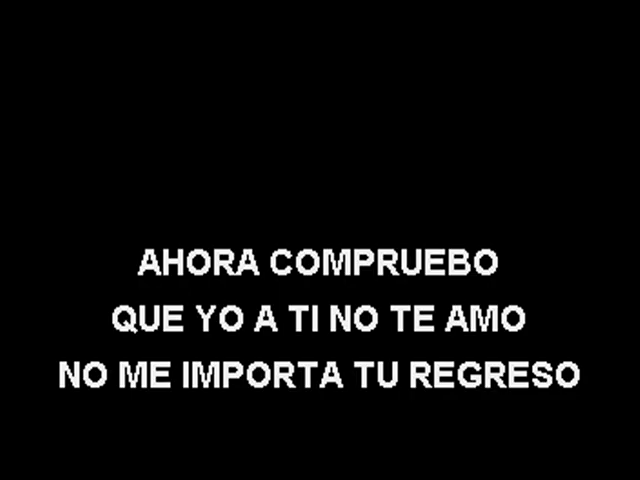 AHORA COMPRUEBO
QUE YO A TI NO TE AMO
NO ME IMPORTA TU REGRESO